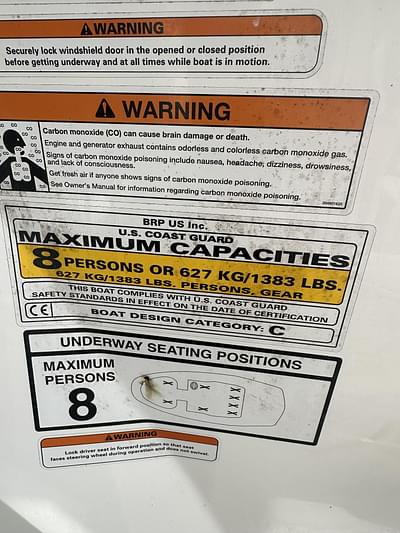 WARNING
Securely lock windshield door in the opened or closed position
before getting underway and at all times while boat is in motion.
WARNING
Carbon monoxide (CO) can cause brain damage or death.
Engine and generator exhaust contains odorless and colorless carbon monoxide gas.
Signs of carbon monoxide poisoning include nausea, headache, dizziness, drowsiness,
and lack of consciousness.
Get fresh air if anyone shows signs of carbon monoxide poisoning.
See Owner's Manual for information regarding carbon monoxide poisoning.
BRP US Inc.
U.S. COAST GUARD
MAXIMUM CAPACITIES
8 PERSONS OR 627 KG/1383 LBS.
627 KG/1383 LBS. PERSONS, GEAR
THIS BOAT COMPLIES WITH U.S. COAST GUARD
SAFETY STANDARDS IN EFFECT ON THE DATE OF CERTIFICATION
CE BOAT DESIGN CATEGORY: C
UNDERWAY SEATING POSITIONS
MAXIMUM
PERSONS
8
WARNING
Lock driver seat in forward position so that seat
faces steering wheel during operation and does not swivel.